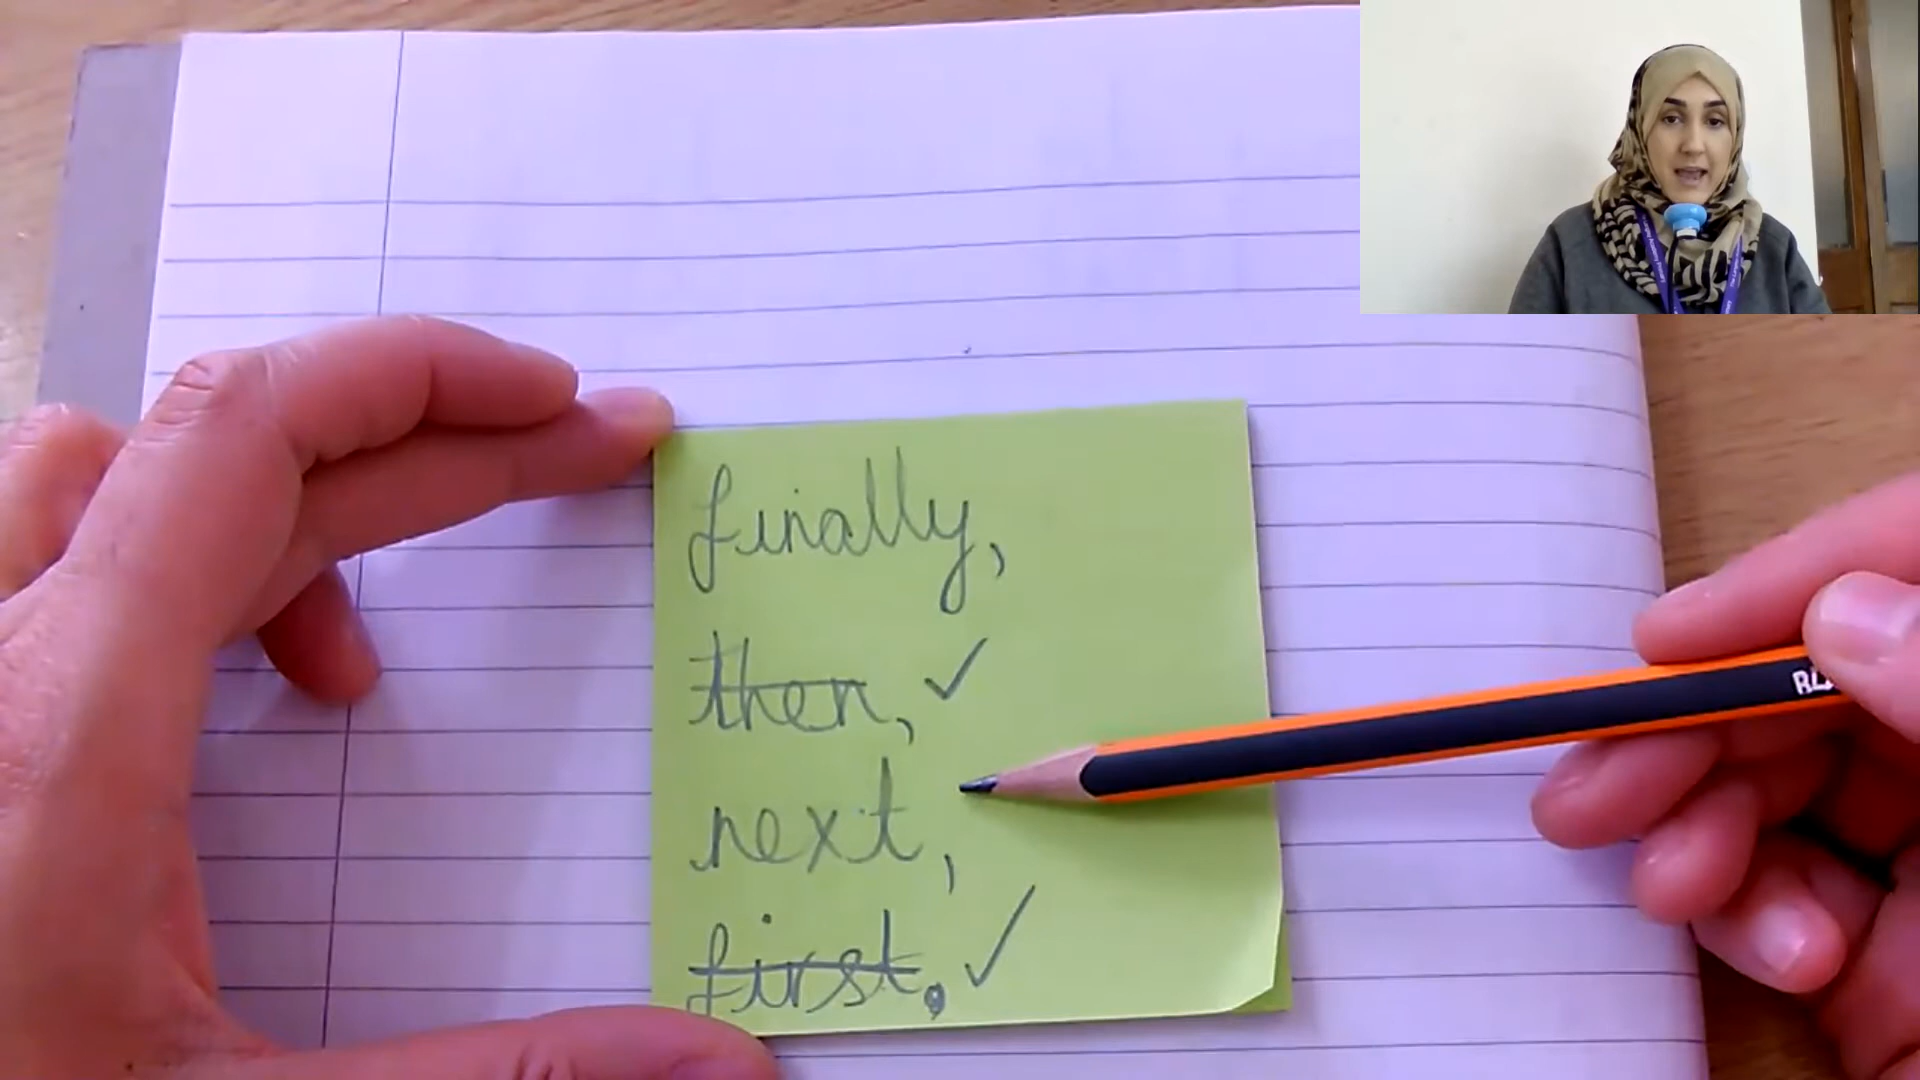 finally,
then, ✓
next,
first, ✓